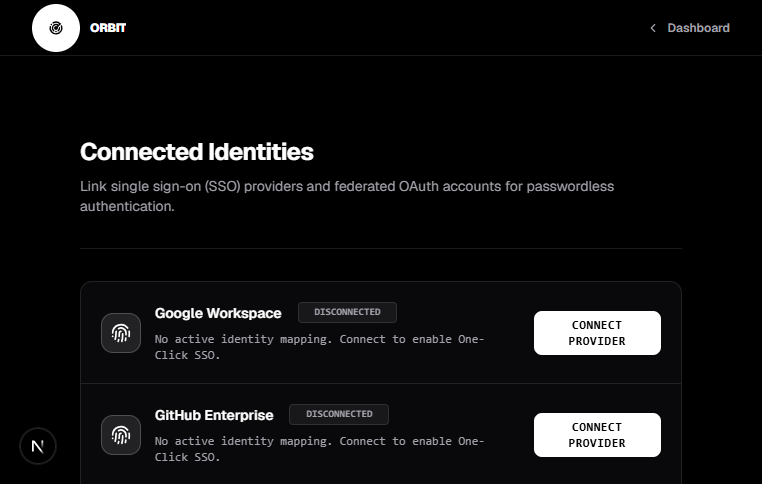 ORBIT
Dashboard
Connected Identities
Link single sign-on (SSO) providers and federated OAuth accounts for passwordless
authentication.
Google Workspace DISCONNECTED
No active identity mapping. Connect to enable One-
Click SSO.
CONNECT
PROVIDER
GitHub Enterprise DISCONNECTED
No active identity mapping. Connect to enable One-
Click SSO.
CONNECT
PROVIDER
N